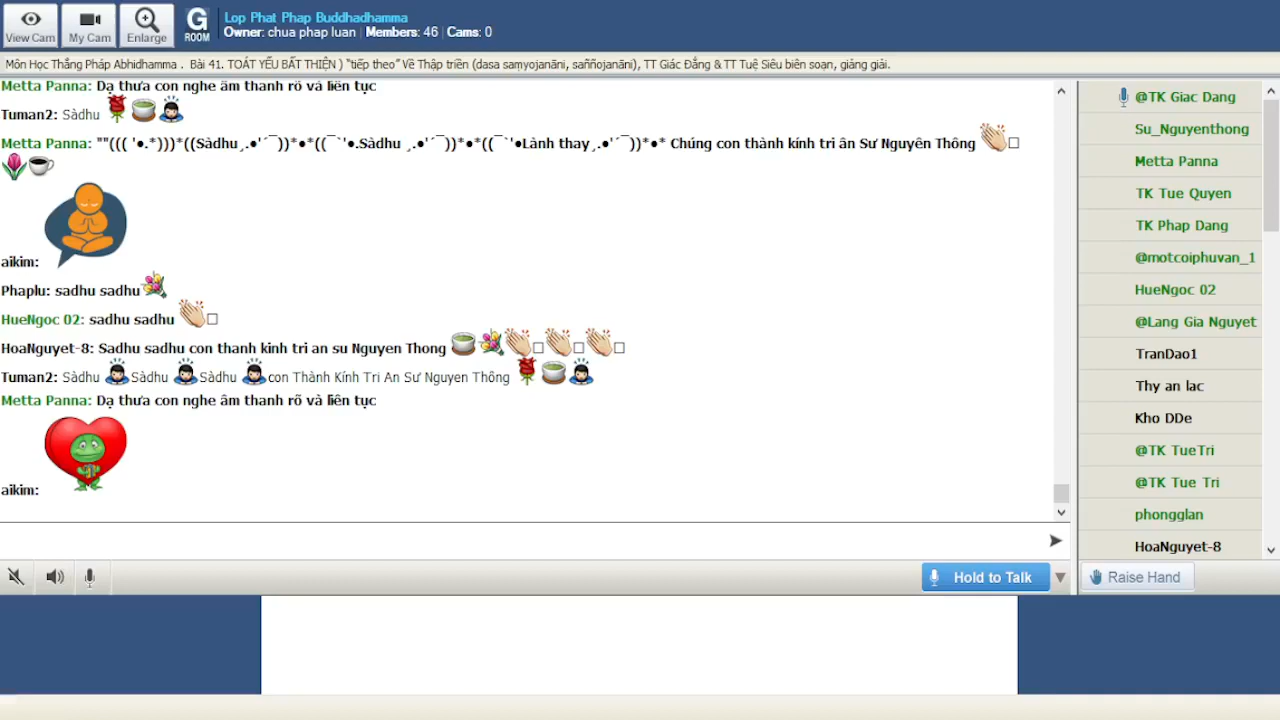 View Cam
My Cam
Enlarge
G
ROOM
Lop Phat Phap Buddhadhamma
Owner: chua phap luan | Members: 46 | Cams: 0
Môn Học Thắng Pháp Abhidhamma . Bài 41. TOÁT YẾU BẤT THIỆN ) “tiếp theo” Về Thập triền (dasa saṃyojanāni, saññojanāni), TT Giác Đẳng & TT Tuệ Siêu biên soạn, giảng giải.
Metta Panna: Dạ thưa con nghe âm thanh rõ và liên tục
Tuman2: Sàdhu
Metta Panna: ""((( '•.*)))*((Sàdhu¸.•'´¯))*•*((¯`'•.Sàdhu ¸.•'´¯))*•*((¯`'•Lành thay¸.•'´¯))*•* Chúng con thành kính tri ân Sư Nguyên Thông
aikim:
Phaplu: sadhu sadhu
HueNgoc 02: sadhu sadhu
HoaNguyet-8: Sadhu sadhu con thanh kinh tri an su Nguyen Thong
Tuman2: Sàdhu Sàdhu Sàdhu con Thành Kính Tri Ân Sư Nguyen Thông
Metta Panna: Dạ thưa con nghe âm thanh rõ và liên tục
aikim:
@TK Giac Dang
Su_Nguyenthong
Metta Panna
TK Tue Quyen
TK Phap Dang
@motcoiphuvan_1
HueNgoc 02
@Lang Gia Nguyet
TranDao1
Thy an lac
Kho DDe
@TK TueTri
@TK Tue Tri
phongglan
HoaNguyet-8
Hold to Talk
Raise Hand